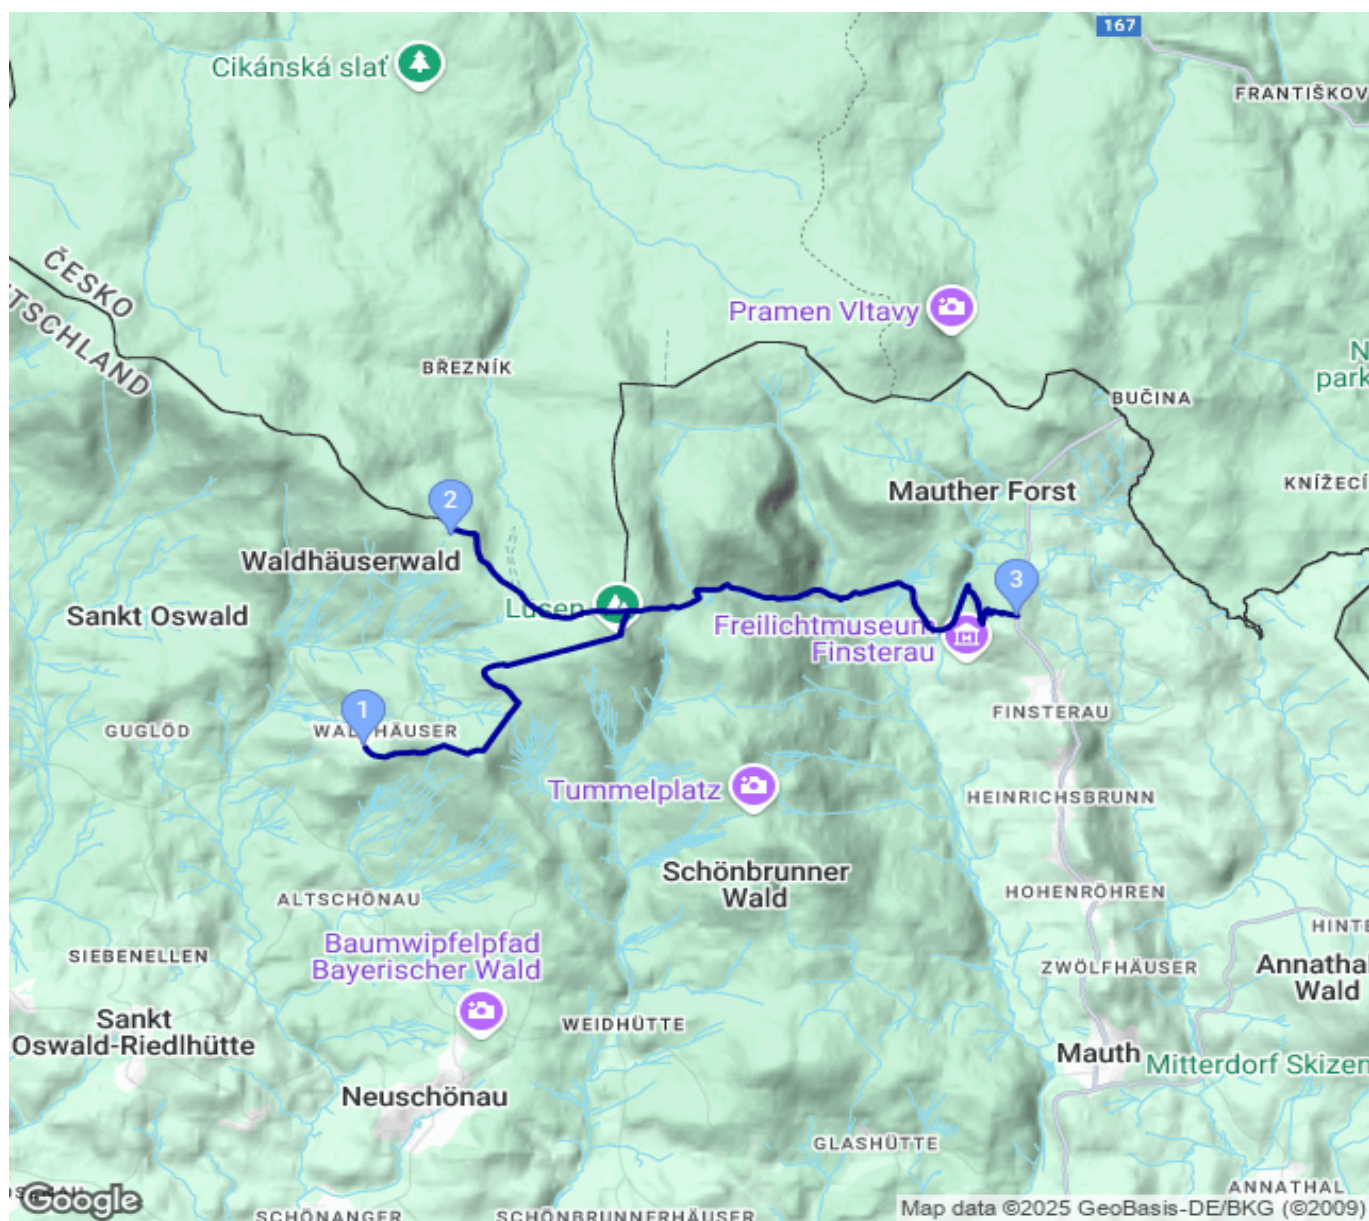 167
Cikánská slať
FRANTIŠKOV
ČESKO
TSCHLAND
Pramen Vltavy
N
park
BŘEZNÍK
BUČINA
KNÍŽECÍ
Mauther Forst
2
Waldhäuserwald
3
Lusen
Sankt Oswald
Freilichtmuseum
Finsterau
1
GUGLÖD
WALDHÄUSER
FINSTERAU
Tummelplatz
HEINRICHSBRUNN
Schönbrunner
Wald
HOHENRÖHREN
ALTSCHÖNAU
HINTE
Baumwipfelpfad
Bayerischer Wald
SIEBENELLEN
ZWÖLFHÄUSER
Annathal
Wald
Sankt
Oswald-Riedlhütte
WEIDHÜTTE
Mauth
Mitterdorf Skizen
Neuschönau
GLASHÜTTE
ANNATHAL
Google
SCHÖNANGER
SCHÖNBRUNNERHÄUSER
Map data ©2025 GeoBasis-DE/BKG (©2009)